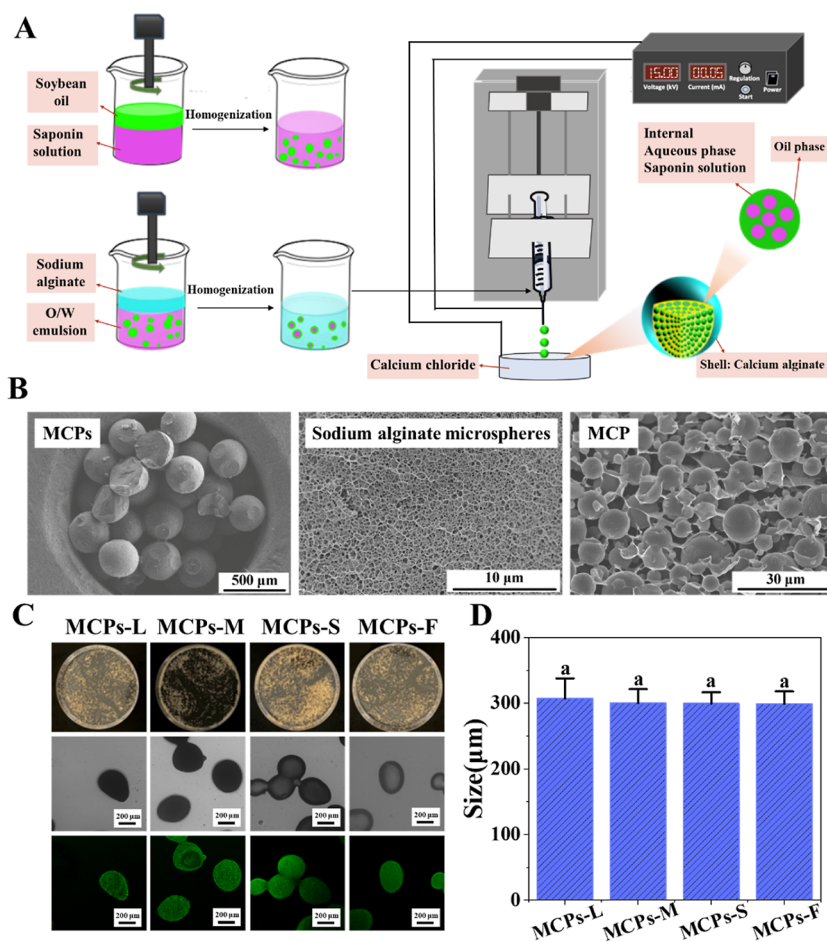 A
Soybean
oil
Saponin
solution
Homogenization
Sodium
alginate
O/W
emulsion
Homogenization
Calcium chloride
15.00
00.05
Voltage (kV)
Current (mA)
Regulation
Start
Power
Internal
Aqueous phase
Saponin solution
Oil phase
Shell: Calcium alginate
B
MCPs
500 μm
Sodium alginate microspheres
10 μm
MCP
30 μm
C
MCPs-L MCPs-M MCPs-S MCPs-F
200 μm
200 μm
200 μm
200 μm
200 μm
200 μm
200 μm
200 μm
D
Size(μm)
400
300
200
100
0
a
a
a
a
MCPs-L
MCPs-M
MCPs-S
MCPs-F